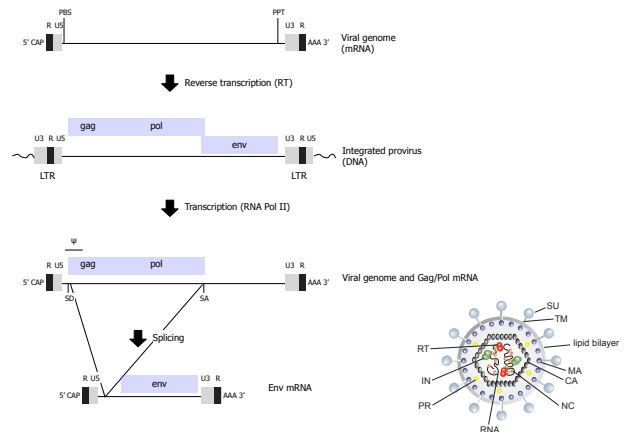 PBS
PPT
R U5
U3 R
5' CAP
AAA 3'
Viral genome
(mRNA)
Reverse transcription (RT)
gag
pol
env
U3 R U5
U3 R U5
LTR
LTR
Integrated provirus
(DNA)
Transcription (RNA Pol II)
Ψ
R U5
gag
pol
U3 R
5' CAP
AAA 3'
Viral genome and Gag/Pol mRNA
SD
SA
Splicing
R U5
env
U3 R
5' CAP
AAA 3'
Env mRNA
SU
TM
lipid bilayer
RT
MA
CA
IN
PR
NC
RNA